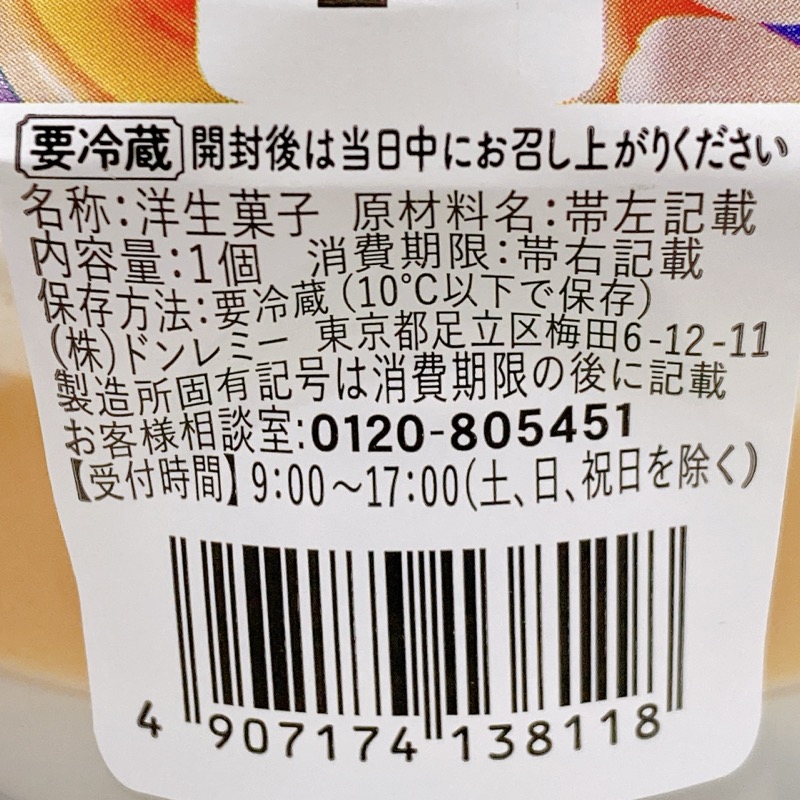 要冷蔵 開封後は当日中にお召し上がりください
名称:洋生菓子 原材料名:帯左記載
内容量:1個 消費期限:帯右記載
保存方法:要冷蔵(10℃以下で保存)
(株)ドンレミー 東京都足立区梅田6-12-11
製造所固有記号は消費期限の後に記載
お客様相談室:0120-805451
【受付時間】9:00〜17:00(土、日、祝日を除く)
4 907174 138118